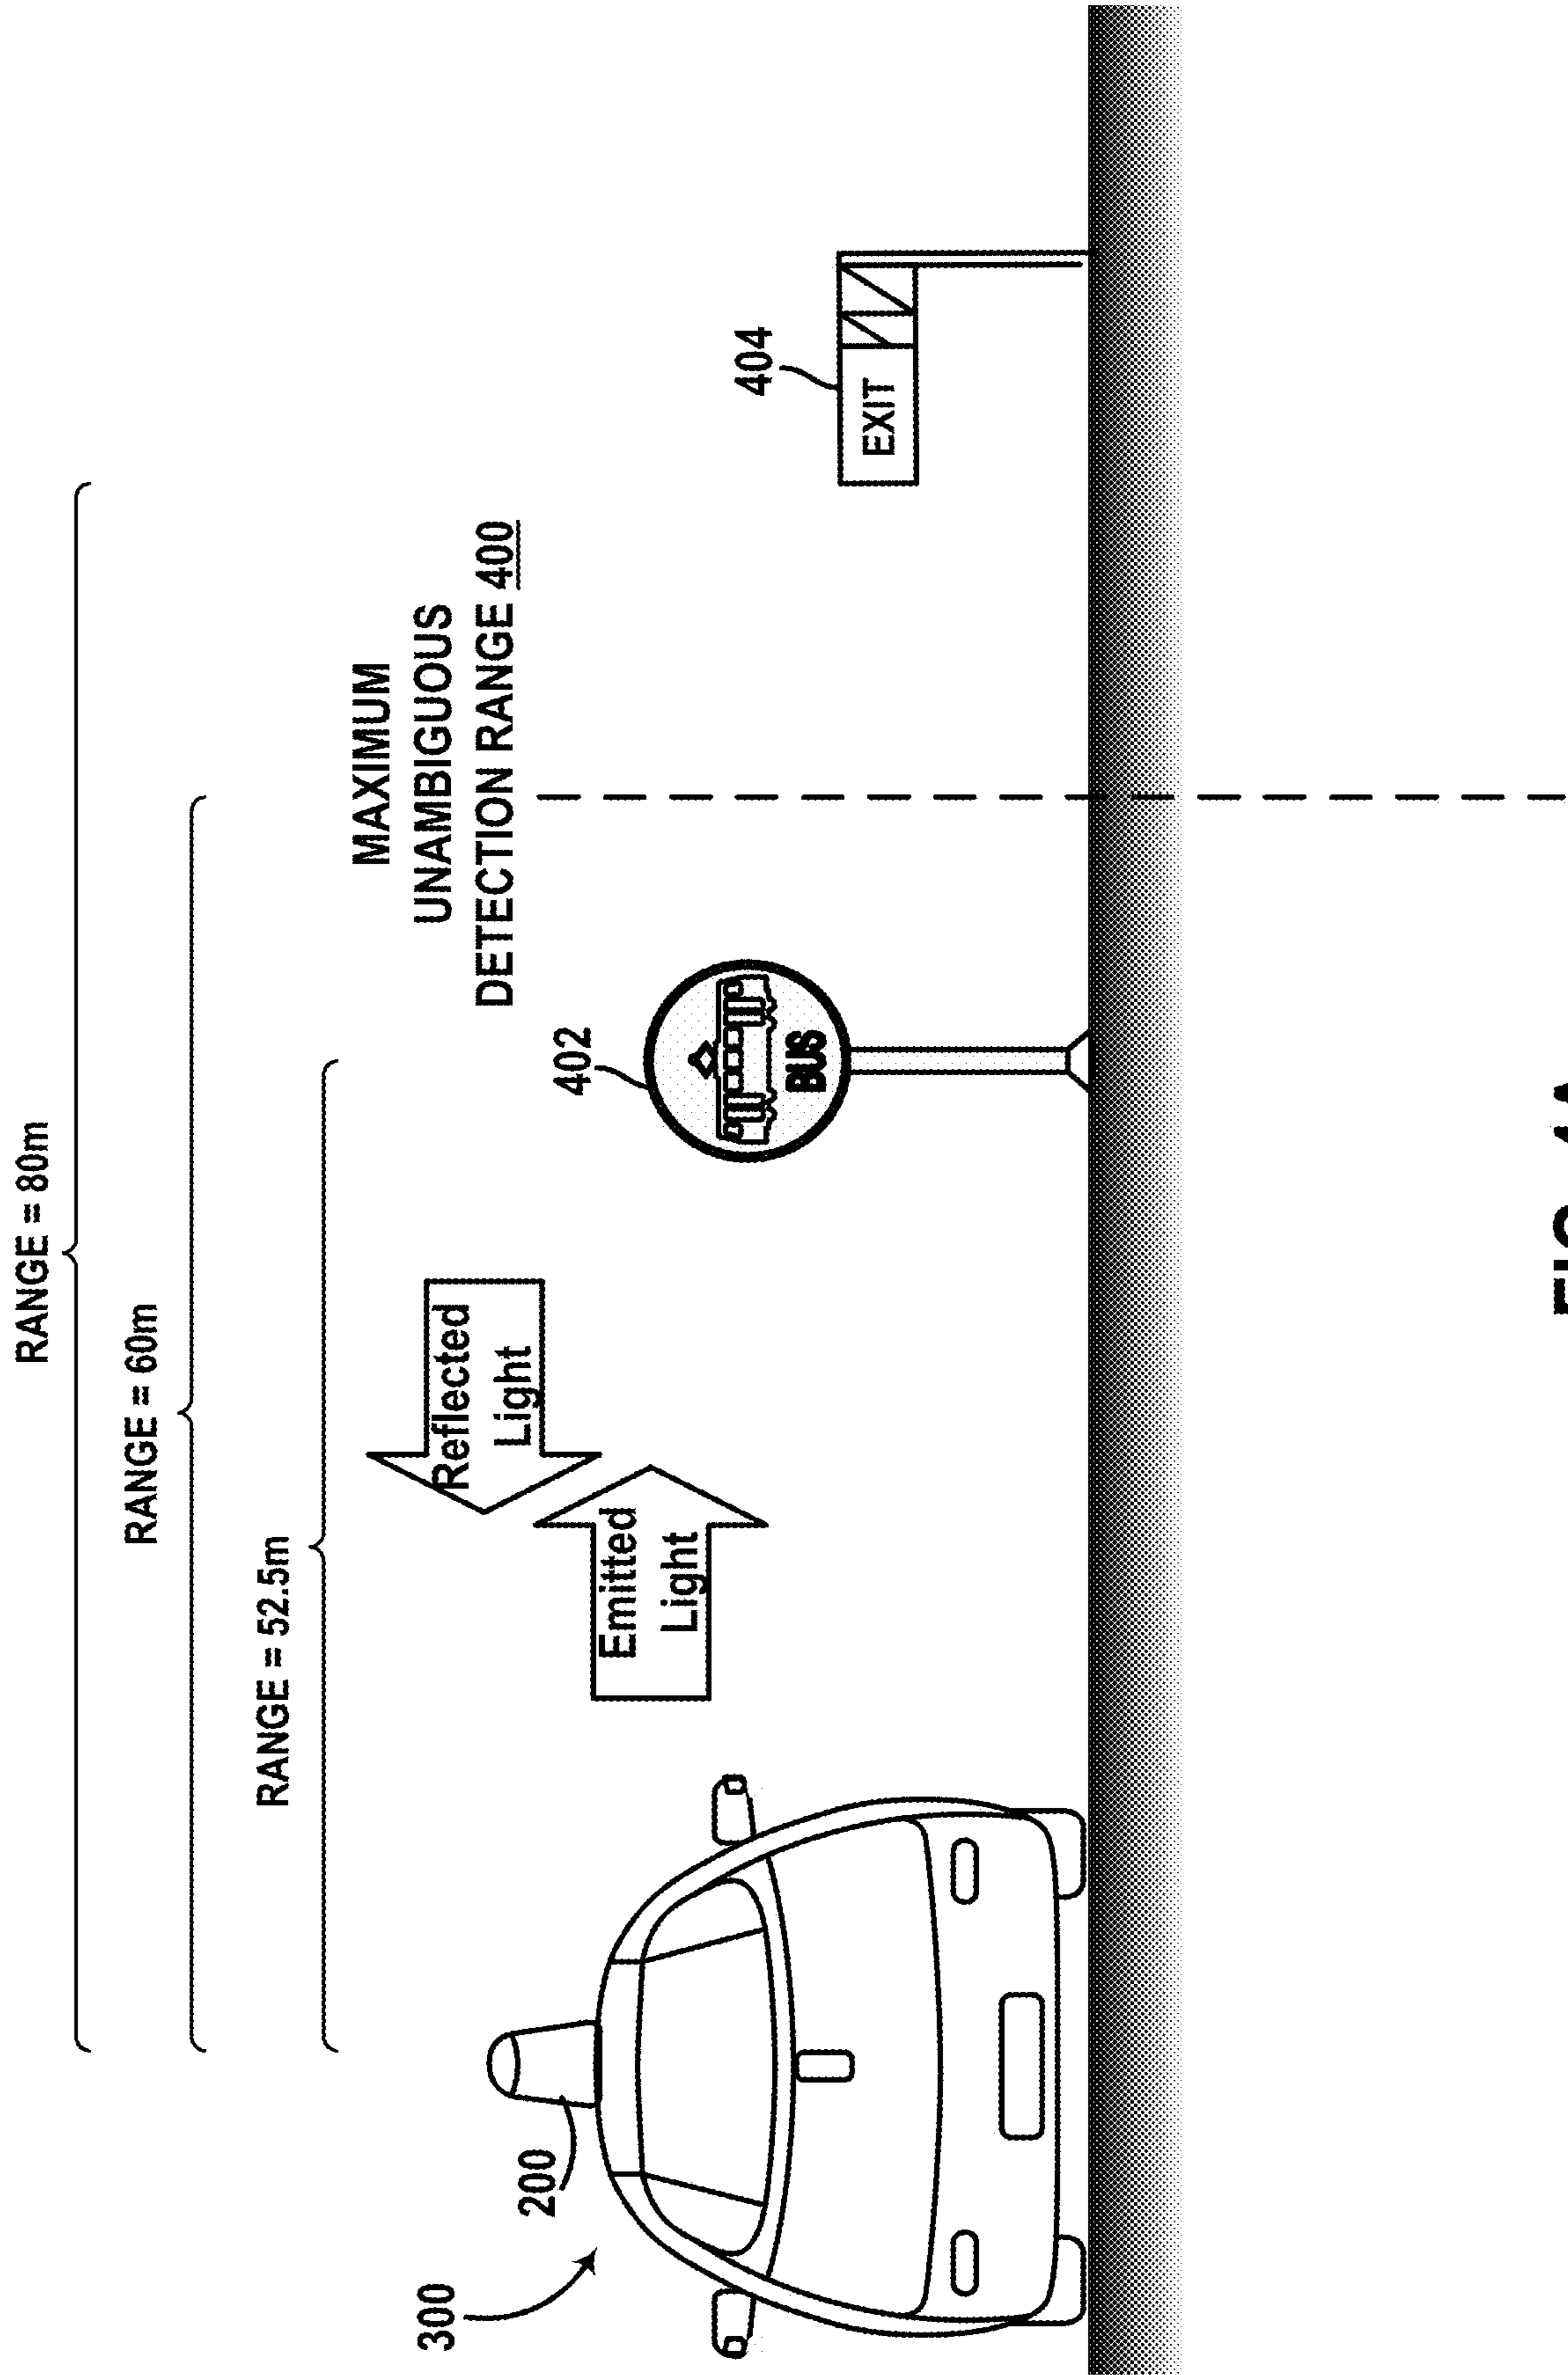 RANGE = 80m
RANGE = 60m
RANGE = 52.5m
MAXIMUM
UNAMBIGUOUS
DETECTION RANGE 400
Reflected
Light
Emitted
Light
402
BUS
404
EXIT
200
300